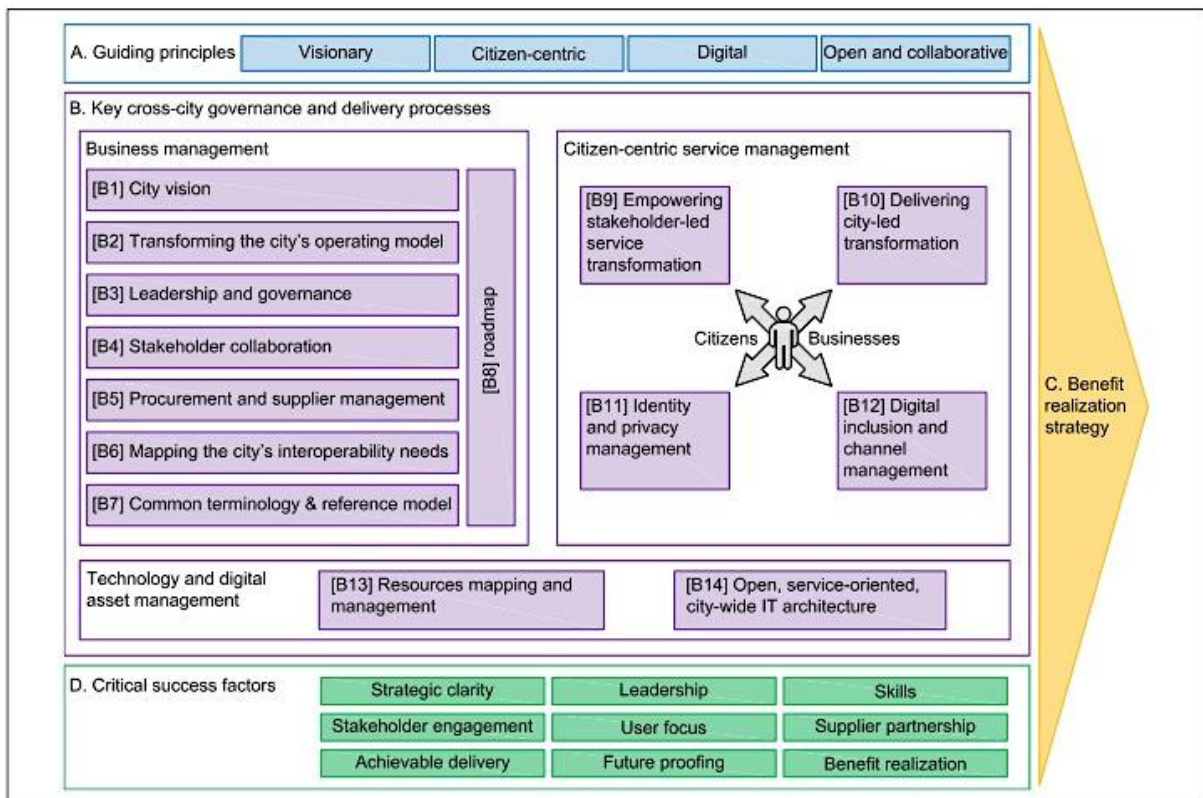 A. Guiding principles
Visionary
Citizen-centric
Digital
Open and collaborative
B. Key cross-city governance and delivery processes
Business management
[B1] City vision
[B2] Transforming the city's operating model
[B3] Leadership and governance
[B4] Stakeholder collaboration
[B5] Procurement and supplier management
[B6] Mapping the city's interoperability needs
[B7] Common terminology & reference model
[B8] roadmap
Citizen-centric service management
[B9] Empowering
stakeholder-led
service
transformation
[B10] Delivering
city-led
transformation
Citizens
Businesses
[B11] Identity
and privacy
management
[B12] Digital
inclusion and
channel
management
Technology and digital
asset management
[B13] Resources mapping and
management
[B14] Open, service-oriented,
city-wide IT architecture
C. Benefit
realization
strategy
D. Critical success factors
Strategic clarity
Leadership
Skills
Stakeholder engagement
User focus
Supplier partnership
Achievable delivery
Future proofing
Benefit realization